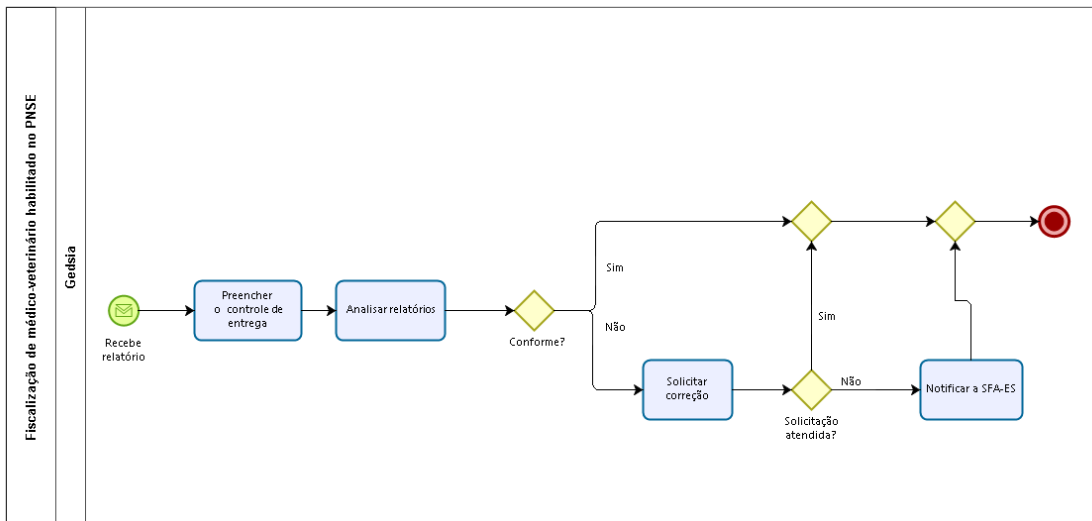 Fiscalização de médico-veterinário habilitado no PNSE
Gedsia
Recebe
relatório
Preencher
o controle de
entrega
Analisar relatórios
Conforme?
Sim
Não
Solicitar
correção
Sim
Solicitação
atendida?
Não
Notificar a SFA-ES